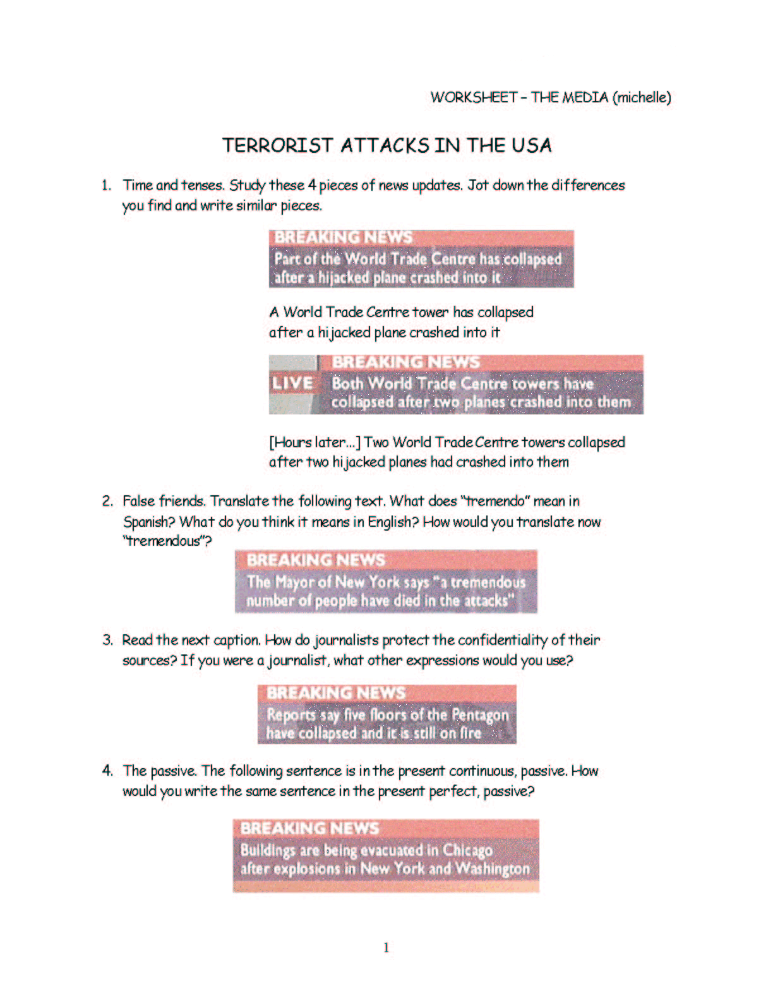 WORKSHEET – THE MEDIA (michelle)
TERRORIST ATTACKS IN THE USA
1. Time and tenses. Study these 4 pieces of news updates. Jot down the differences
you find and write similar pieces.
BREAKING NEWS
Part of the World Trade Centre has collapsed
after a hijacked plane crashed into it
A World Trade Centre tower has collapsed
after a hijacked plane crashed into it
BREAKING NEWS
LIVE Both World Trade Centre towers have
collapsed after two planes crashed into them
[Hours later...] Two World Trade Centre towers collapsed
after two hijacked planes had crashed into them
2. False friends. Translate the following text. What does "tremendo" mean in
Spanish? What do you think it means in English? How would you translate now
"tremendous"?
BREAKING NEWS
The Mayor of New York says "a tremendous
number of people have died in the attacks"
3. Read the next caption. How do journalists protect the confidentiality of their
sources? If you were a journalist, what other expressions would you use?
BREAKING NEWS
Reports say five floors of the Pentagon
have collapsed and it is still on fire
4. The passive. The following sentence is in the present continuous, passive. How
would you write the same sentence in the present perfect, passive?
BREAKING NEWS
Buildings are being evacuated in Chicago
after explosions in New York and Washington
1